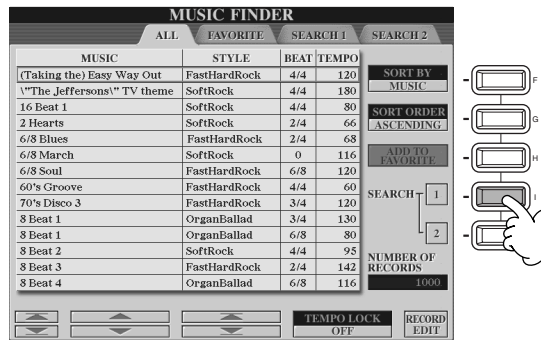 MUSIC FINDER
ALL FAVORITE SEARCH 1 SEARCH 2
MUSIC STYLE BEAT TEMPO
(Taking the) Easy Way Out FastHardRock 4/4 120
\"The Jeffersons\" TV theme SoftRock 4/4 180
16 Beat 1 SoftRock 4/4 80
2 Hearts SoftRock 2/4 66
6/8 Blues FastHardRock 2/4 68
6/8 March SoftRock 0 116
6/8 Soul FastHardRock 6/8 120
60's Groove FastHardRock 4/4 60
70's Disco 3 FastHardRock 3/4 120
8 Beat 1 OrganBallad 3/4 130
8 Beat 1 OrganBallad 6/8 80
8 Beat 2 SoftRock 4/4 95
8 Beat 3 FastHardRock 2/4 142
8 Beat 4 OrganBallad 6/8 116
SORT BY
MUSIC
SORT ORDER
ASCENDING
ADD TO
FAVORITE
SEARCH 1
2
NUMBER OF
RECORDS
1000
TEMPO LOCK
OFF
RECORD
EDIT
F
G
H
I